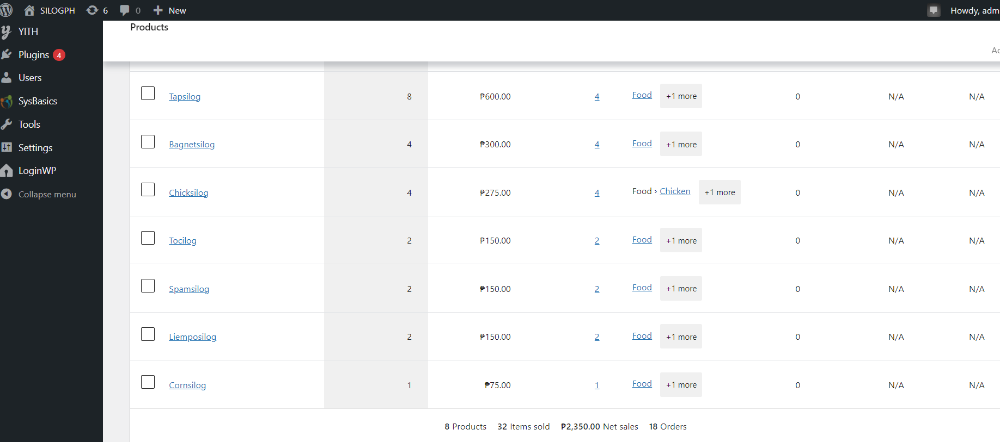 SILOGPH 6 0 New Howdy, adm
YITH
Plugins 4
Users
SysBasics
Tools
Settings
LoginWP
Collapse menu
Products
Tapsilog 8 ₱600.00 4 Food +1 more 0 N/A N/A
Bagnetsilog 4 ₱300.00 4 Food +1 more 0 N/A N/A
Chicksilog 4 ₱275.00 4 Food › Chicken +1 more 0 N/A N/A
Tocilog 2 ₱150.00 2 Food +1 more 0 N/A N/A
Spamsilog 2 ₱150.00 2 Food +1 more 0 N/A N/A
Liemposilog 2 ₱150.00 2 Food +1 more 0 N/A N/A
Cornsilog 1 ₱75.00 1 Food +1 more 0 N/A N/A
8 Products 32 Items sold ₱2,350.00 Net sales 18 Orders